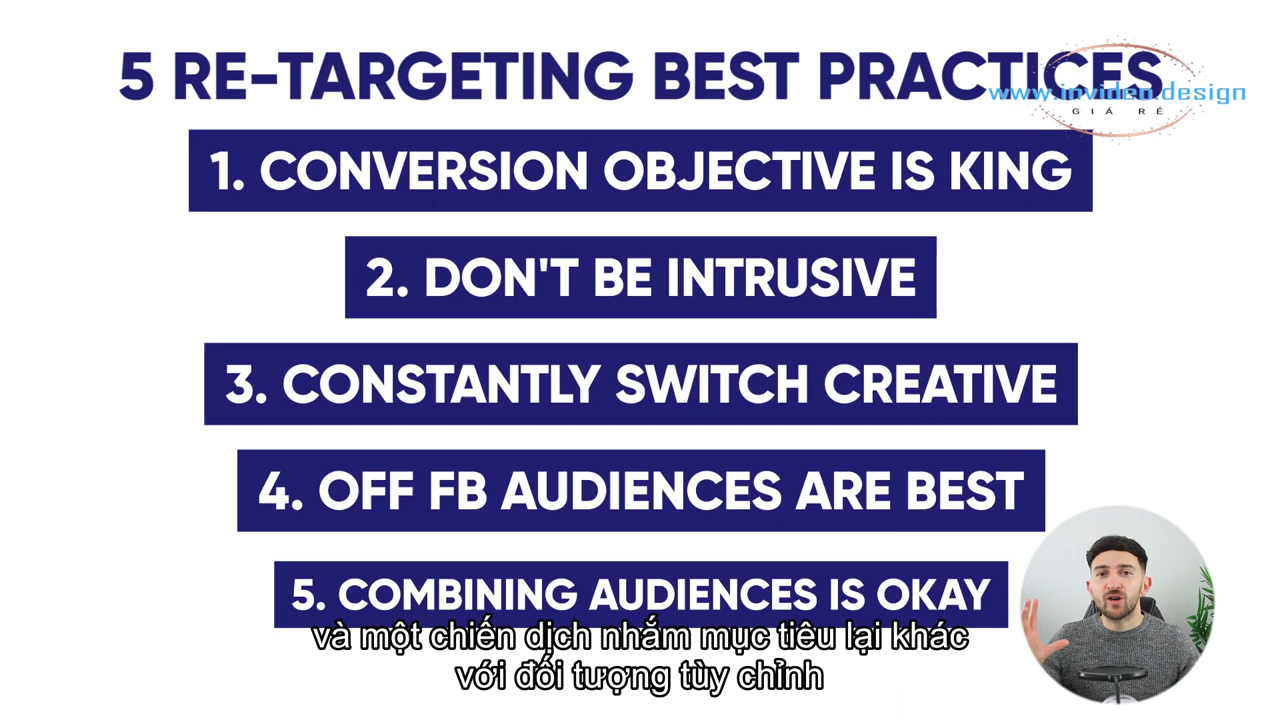 5 RE-TARGETING BEST PRACTICES
www.invideo.design
GIÁ RẺ
1. CONVERSION OBJECTIVE IS KING
2. DON'T BE INTRUSIVE
3. CONSTANTLY SWITCH CREATIVE
4. OFF FB AUDIENCES ARE BEST
5. COMBINING AUDIENCES IS OKAY
và một chiến dịch nhắm mục tiêu lại khác
với đối tượng tùy chỉnh